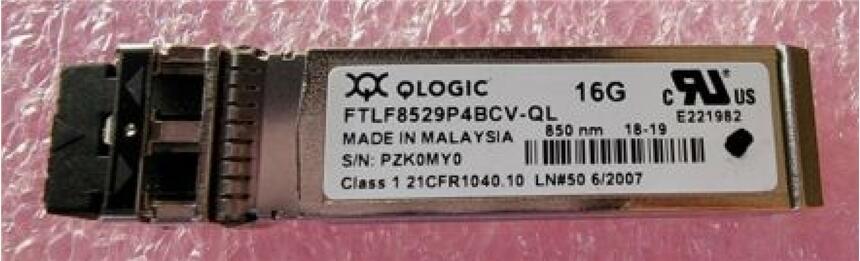 QLOGIC 16G
FTLF8529P4BCV-QL
C RU US
E221982
MADE IN MALAYSIA 850 nm 18-19
S/N: PZK0MY0
Class 1 21CFR1040.10 LN#50 6/2007